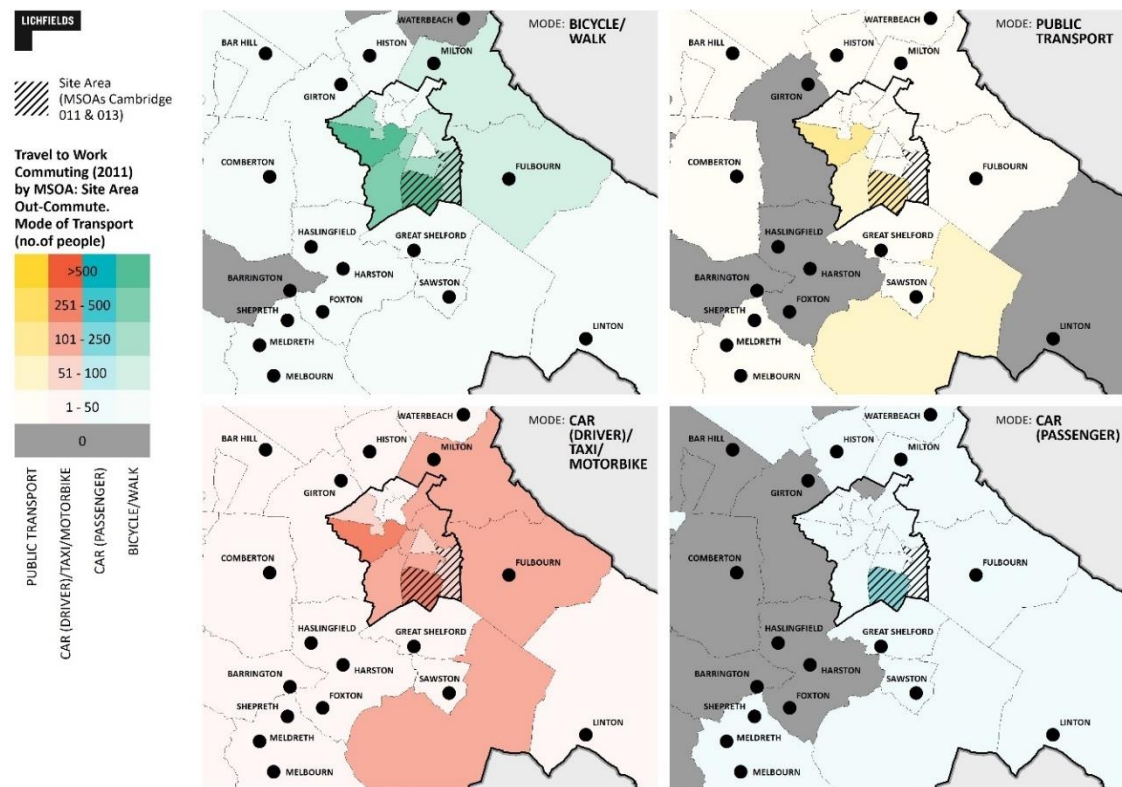 LICHFIELDS
Site Area
(MSOAs Cambridge
011 & 013)
Travel to Work
Commuting (2011)
by MSOA: Site Area
Out-Commute.
Mode of Transport
(no.of people)
>500
251 - 500
101 - 250
51 - 100
1 - 50
0
PUBLIC TRANSPORT
CAR (DRIVER)/TAXI/MOTORBIKE
CAR (PASSENGER)
BICYCLE/WALK
MODE: BICYCLE/
WALK
WATERBEACH
BAR HILL
HISTON
MILTON
GIRTON
COMBERTON
FULBOURN
HASLINGFIELD
GREAT SHELFORD
BARRINGTON
HARSTON
SAWSTON
SHEPRETH
FOXTON
LINTON
MELDRETH
MELBOURN
MODE: PUBLIC
TRANSPORT
WATERBEACH
BAR HILL
HISTON
MILTON
GIRTON
COMBERTON
FULBOURN
HASLINGFIELD
GREAT SHELFORD
BARRINGTON
HARSTON
SAWSTON
SHEPRETH
FOXTON
LINTON
MELDRETH
MELBOURN
MODE: CAR
(DRIVER)/
TAXI/
MOTORBIKE
WATERBEACH
BAR HILL
HISTON
MILTON
GIRTON
COMBERTON
FULBOURN
HASLINGFIELD
GREAT SHELFORD
BARRINGTON
HARSTON
SAWSTON
SHEPRETH
FOXTON
LINTON
MELDRETH
MELBOURN
MODE: CAR
(PASSENGER)
WATERBEACH
BAR HILL
HISTON
MILTON
GIRTON
COMBERTON
FULBOURN
HASLINGFIELD
GREAT SHELFORD
BARRINGTON
HARSTON
SAWSTON
SHEPRETH
FOXTON
LINTON
MELDRETH
MELBOURN